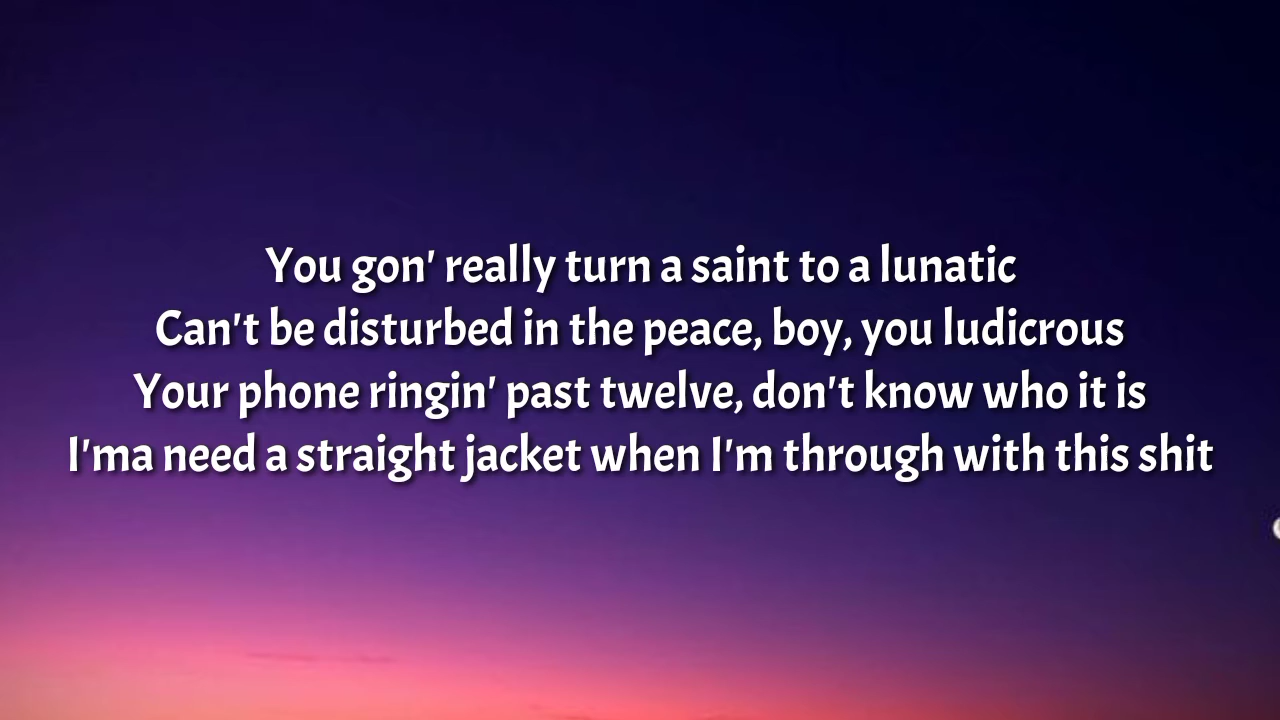 You gon' really turn a saint to a lunatic
Can't be disturbed in the peace, boy, you ludicrous
Your phone ringin' past twelve, don't know who it is
I'ma need a straight jacket when I'm through with this shit